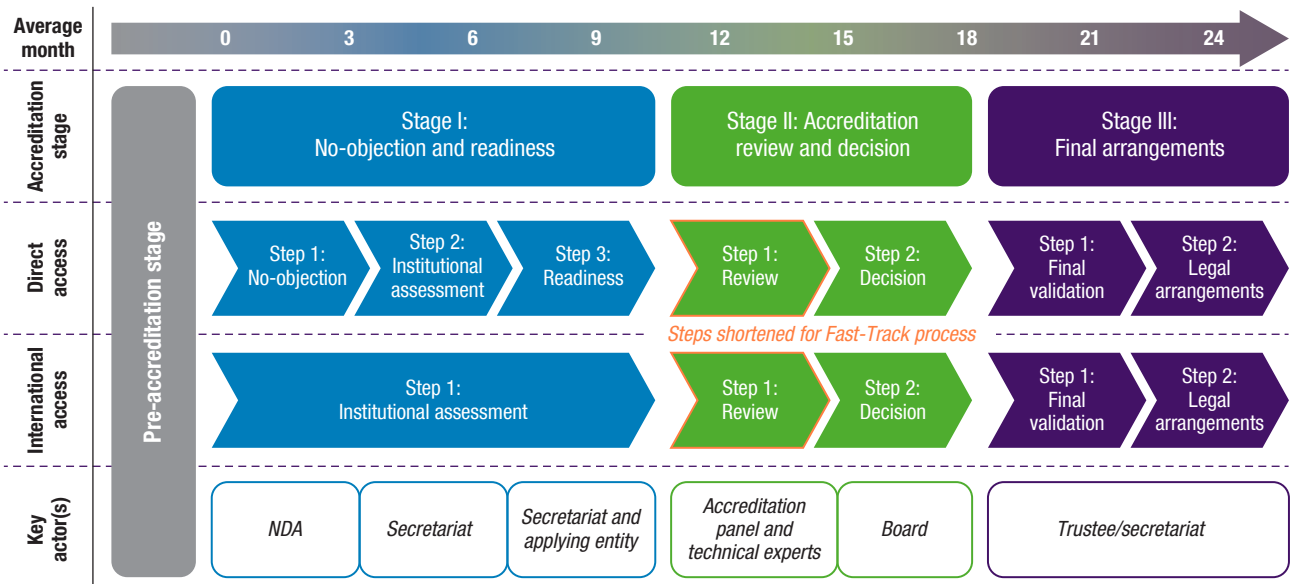 Average
month
0 3 6 9 12 15 18 21 24
Accreditation
stage
Pre-accreditation stage
Stage I:
No-objection and readiness
Stage II: Accreditation
review and decision
Stage III:
Final arrangements
Direct
access
Step 1:
No-objection
Step 2:
Institutional
assessment
Step 3:
Readiness
Step 1:
Review
Step 2:
Decision
Step 1:
Final
validation
Step 2:
Legal
arrangements
Steps shortened for Fast-Track process
International
access
Step 1:
Institutional assessment
Step 1:
Review
Step 2:
Decision
Step 1:
Final
validation
Step 2:
Legal
arrangements
Key
actor(s)
NDA
Secretariat
Secretariat and
applying entity
Accreditation
panel and
technical experts
Board
Trustee/secretariat